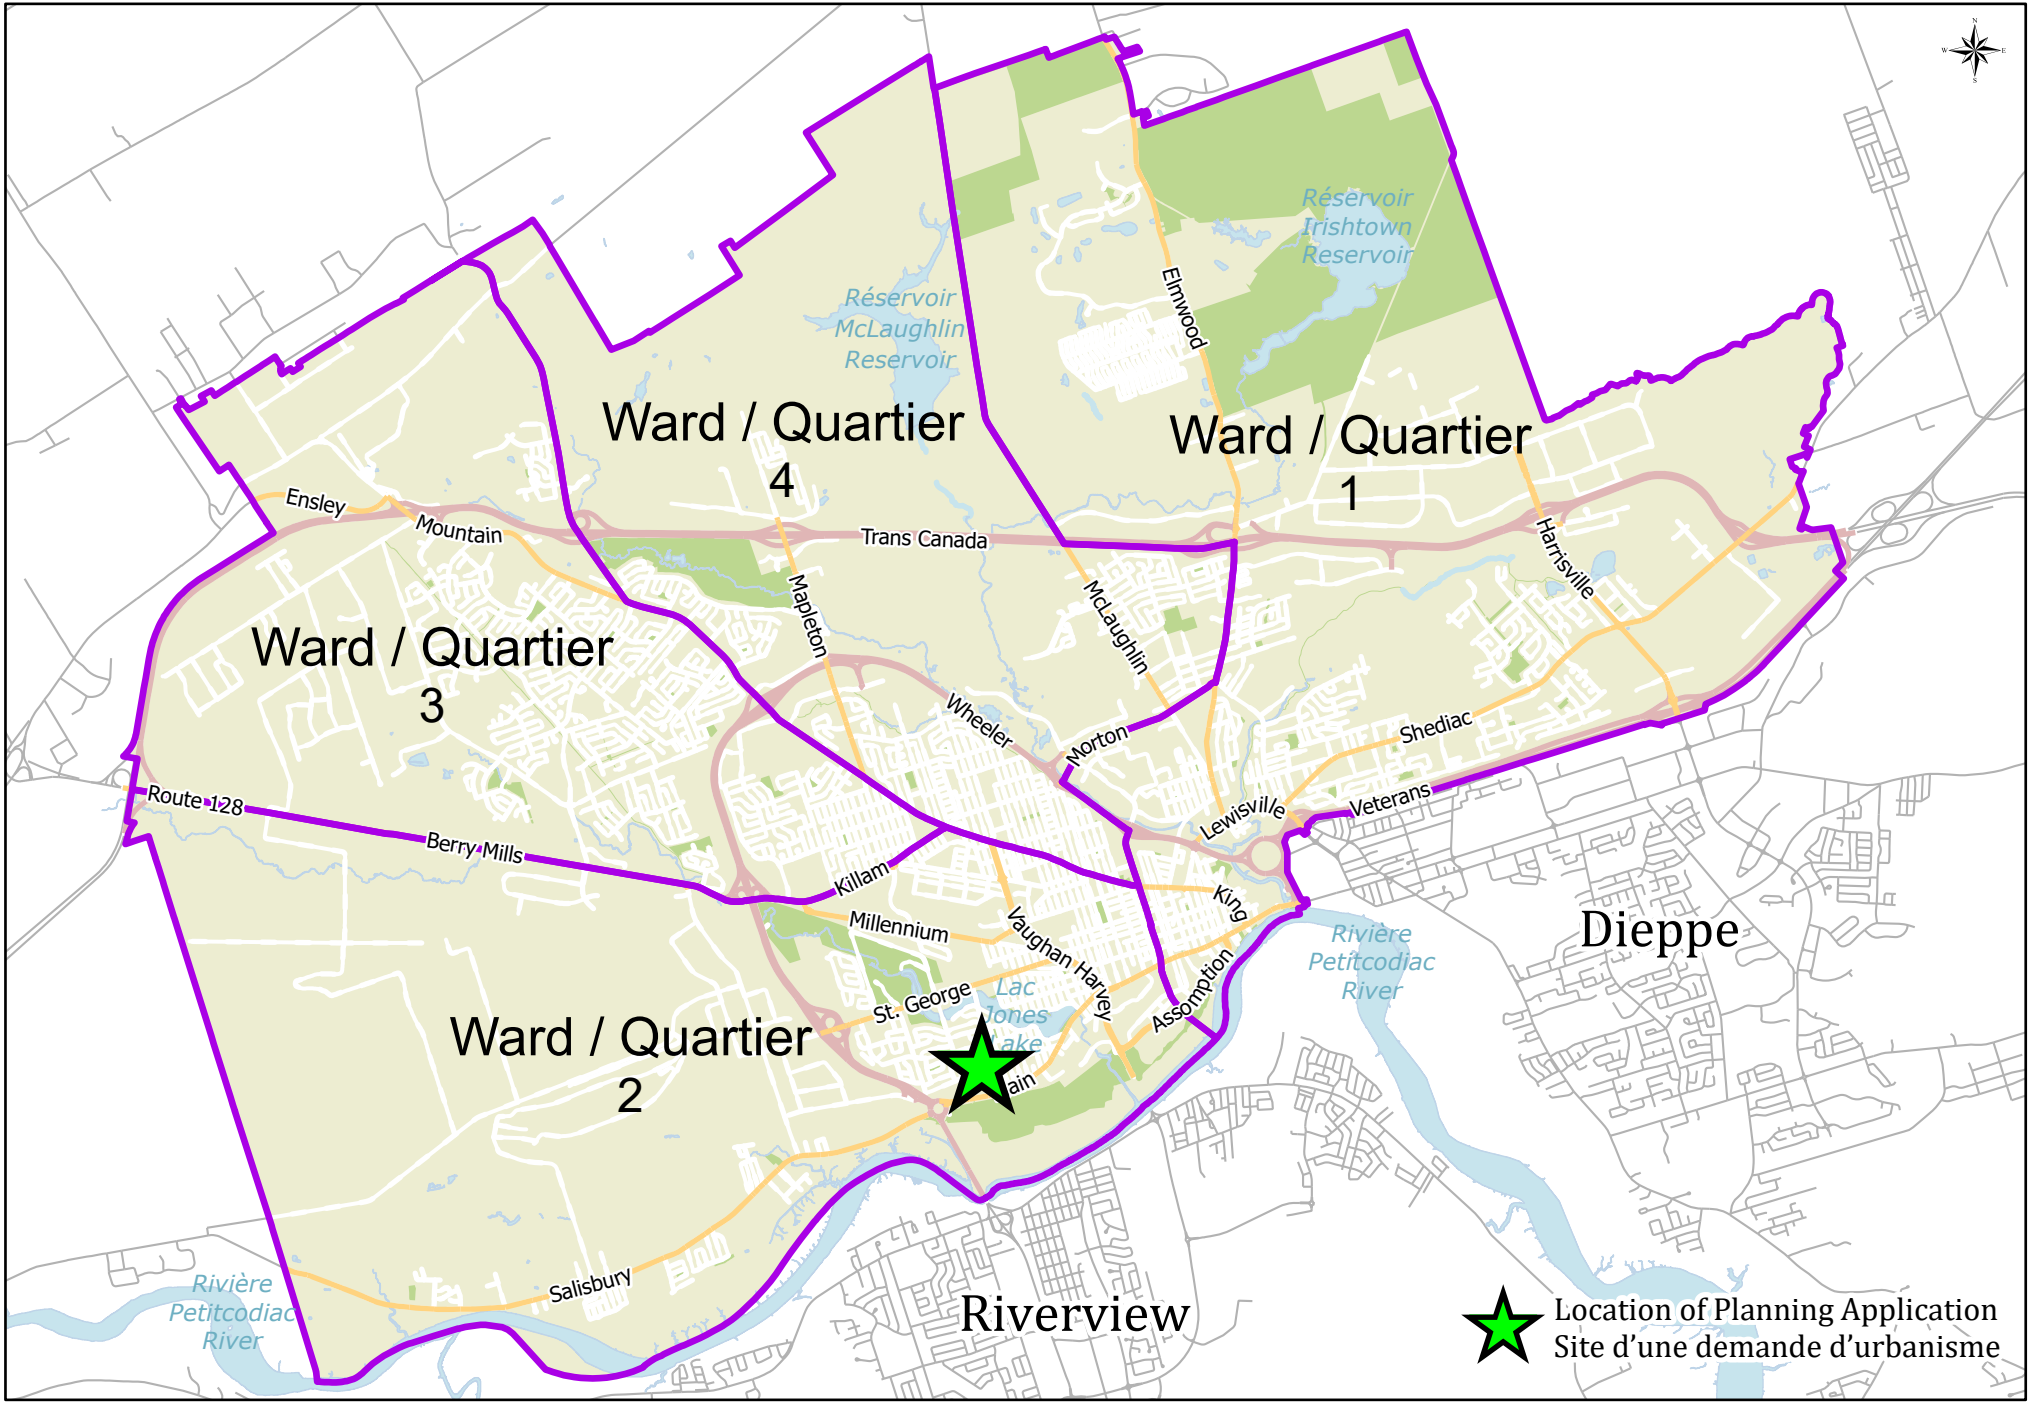 N
W
E
S
Réservoir
Irishtown
Reservoir
Elmwood
Réservoir
McLaughlin
Reservoir
Ward / Quartier
4
Ward / Quartier
1
Ensley
Mountain
Trans Canada
Harrisville
Mapleton
McLaughlin
Ward / Quartier
3
Wheeler
Morton
Shediac
Route 128
Berry Mills
Veterans
Lewisville
Killam
King
Millennium
Vaughan Harvey
Dieppe
Rivière
Petitcodiac
River
St. George
Assomption
Lac
Jones
Lake
Ward / Quartier
2
ain
Salisbury
Rivière
Petitcodiac
River
Riverview
Location of Planning Application
Site d'une demande d'urbanisme